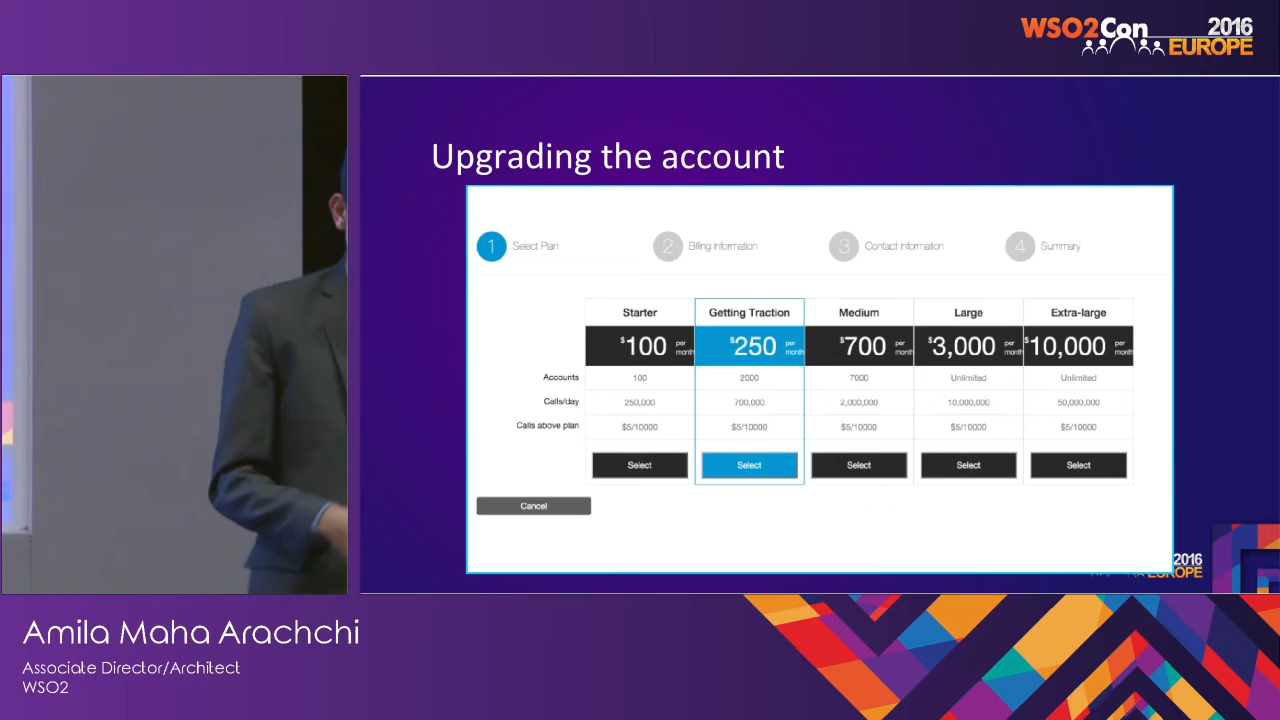 WSO2Con 2016
EUROPE
Upgrading the account
1 Select Plan 2 Billing Information 3 Contact Information 4 Summary
Starter Getting Traction Medium Large Extra-large
$100 per month $250 per month $700 per month $3,000 per month $10,000 per month
Accounts 100 2000 7000 Unlimited Unlimited
Calls/day 250,000 700,000 2,000,000 10,000,000 50,000,000
Calls above plan $5/10000 $5/10000 $5/10000 $5/10000 $5/10000
Select Select Select Select Select
Cancel
2016
EUROPE
Amila Maha Arachchi
Associate Director/Architect
WSO2